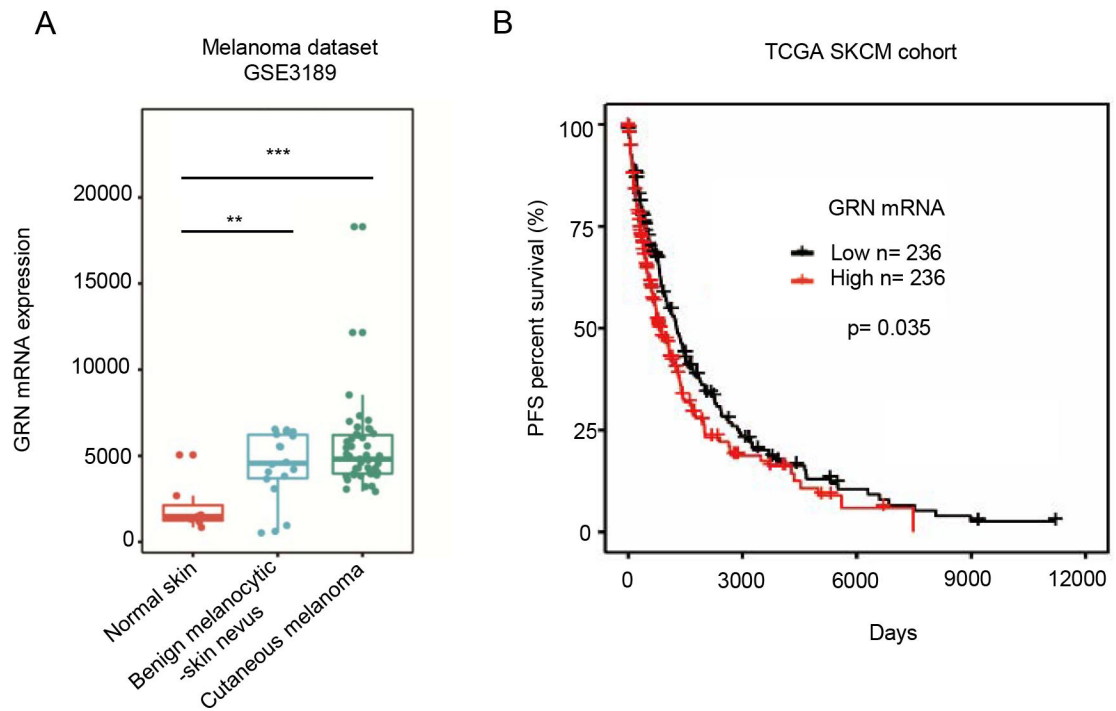 A
Melanoma dataset
GSE3189
GRN mRNA expression
20000
15000
10000
5000
0
***
**
Normal skin
Benign melanocytic
-skin nevus
Cutaneous melanoma
B
TCGA SKCM cohort
PFS percent survival (%)
100
75
50
25
0
GRN mRNA
Low n= 236
High n= 236
p= 0.035
0 3000 6000 9000 12000
Days